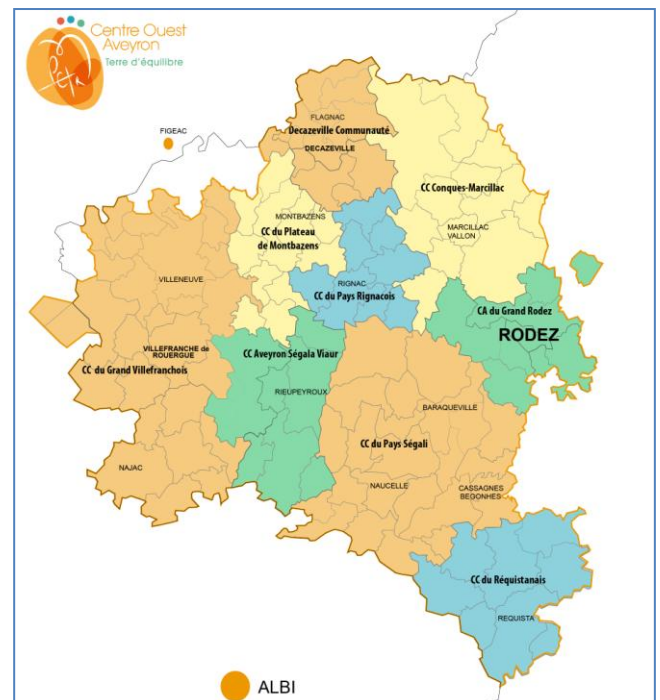 Centre Ouest
Aveyron
Terre d'équilibre
FLAGNAC
Decazeville Communauté
DECAZEVILLE
FIGEAC
CC Conques-Marcillac
MONTBAZENS
CC du Plateau
de Montbazens
MARCILLAC
VALLON
VILLENEUVE
RIGNAC
CC du Pays Rignacois
CA du Grand Rodez
RODEZ
VILLEFRANCHE de
ROUERGUE
CC Aveyron Ségala Viaur
CC du Grand Villefranchois
RIEUPEYROUX
BARAQUEVILLE
CC du Pays Ségali
NAJAC
NAUCELLE
CASSAGNES
BEGONHES
CC du Réquistanais
REQUISTA
ALBI